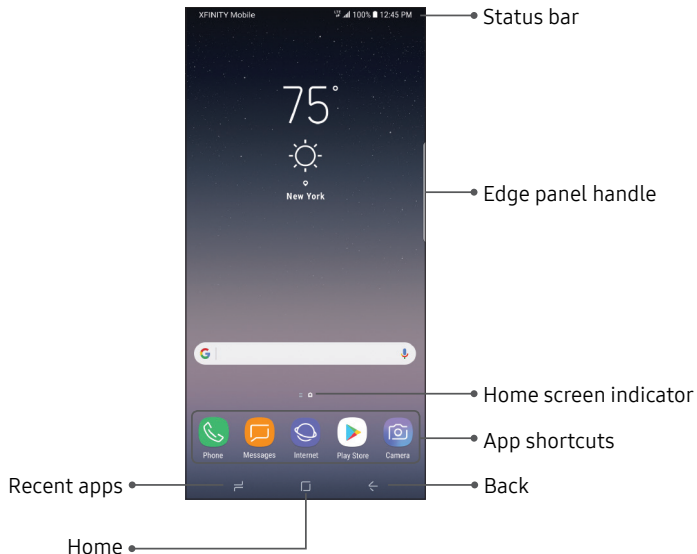 XFINITY Mobile LTE 100% 12:45 PM
Status bar
75°
New York
Edge panel handle
G
Home screen indicator
Phone Messages Internet Play Store Camera
App shortcuts
Recent apps
Back
Home